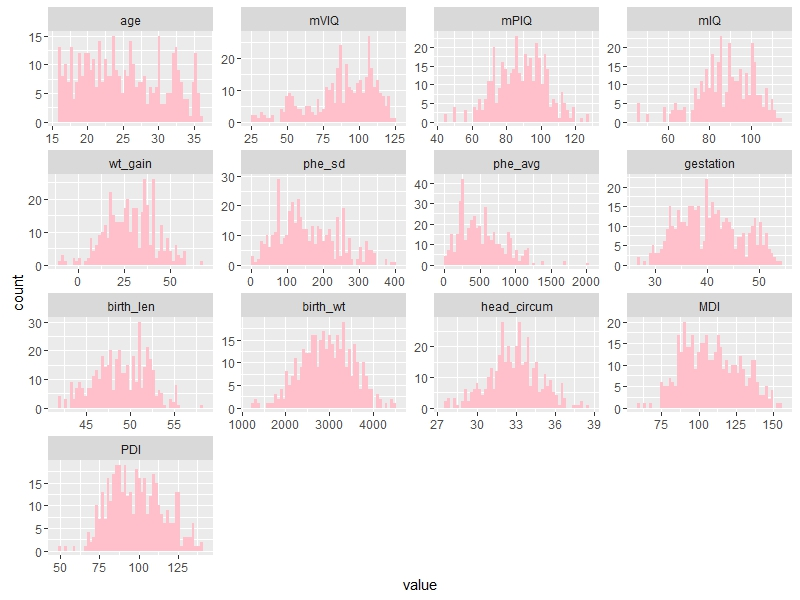 age mVIQ mPIQ mIQ
15 10 5 0 20 10 0 20 15 10 5 0 20 15 10 5 0
15 20 25 30 35 25 50 75 100 125 40 60 80 100 120 60 80 100
wt_gain phe_sd phe_avg gestation
20 10 0 30 20 10 0 40 30 20 10 0 20 15 10 5 0
0 25 50 0 100 200 300 400 0 500 1000 1500 2000 30 40 50
count
birth_len birth_wt head_circum MDI
30 20 10 0 15 10 5 0 20 10 0 20 15 10 5 0
45 50 55 1000 2000 3000 4000 27 30 33 36 39 75 100 125 150
PDI
15 10 5 0
50 75 100 125
value